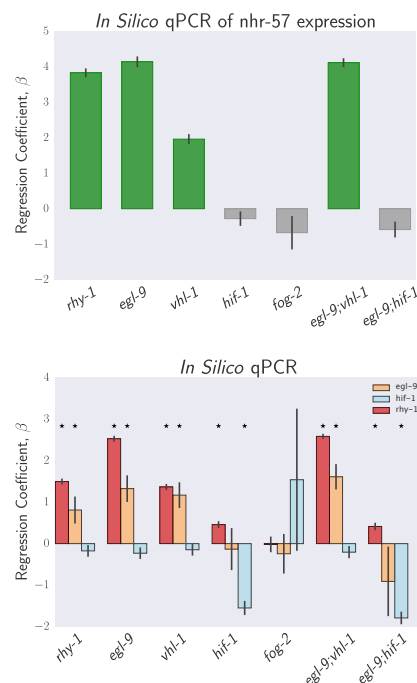 In Silico qPCR of nhr-57 expression
Regression Coefficient, β
5
4
3
2
1
0
−1
−2
rhy-1
egl-9
vhl-1
hif-1
fog-2
egl-9;vhl-1
egl-9;hif-1
In Silico qPCR
Regression Coefficient, β
4
3
2
1
0
−1
−2
egl-9
hif-1
rhy-1
rhy-1
egl-9
vhl-1
hif-1
fog-2
egl-9;vhl-1
egl-9;hif-1